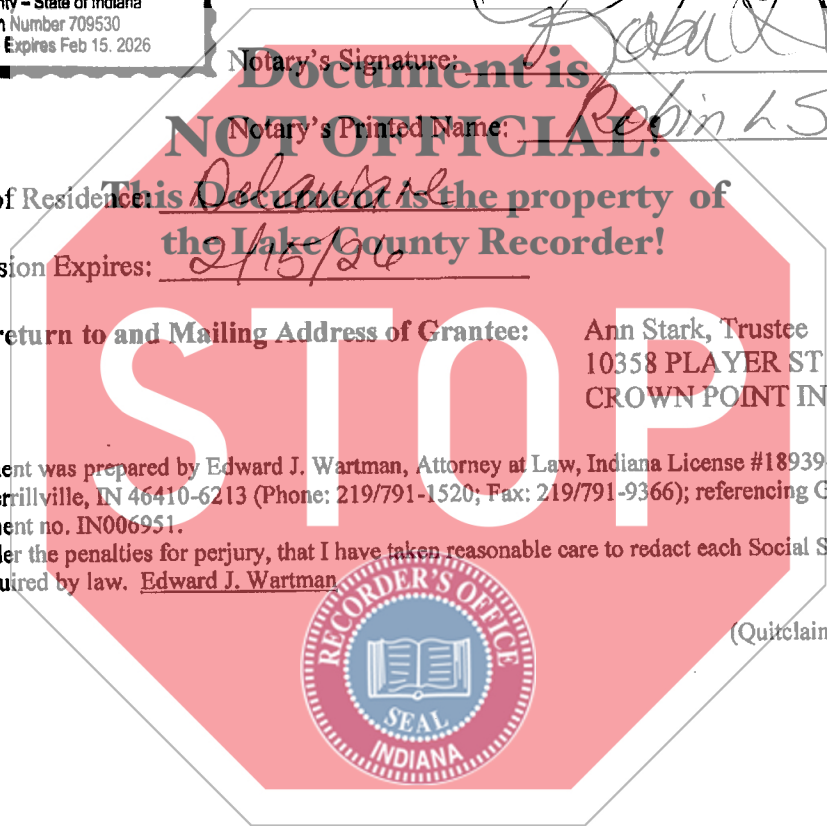 ty – State of Indiana
n Number 709530
Expires Feb 15. 2026
Notary's Signature:
Document is
Notary's Printed Name: Robin L S
NOT OFFICIAL!
of Residence: Delaware
This Document is the property of
the Lake County Recorder!
sion Expires: 2/15/26
STOP
return to and Mailing Address of Grantee: Ann Stark, Trustee
10358 PLAYER ST
CROWN POINT IN
ent was prepared by Edward J. Wartman, Attorney at Law, Indiana License #18939-
rrillville, IN 46410-6213 (Phone: 219/791-1520; Fax: 219/791-9366); referencing G
ent no. IN006951.
er the penalties for perjury, that I have taken reasonable care to redact each Social S
uired by law. Edward J. Wartman
RECORDER'S OFFICE
SEAL
INDIANA
(Quitclaim